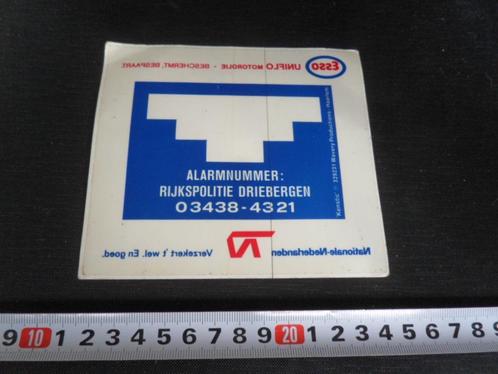 Esso
UNIFLO MOTOROLIE - BESCHERMT, BESPAART.
ALARMNUMMER:
RIJKSPOLITIE DRIEBERGEN
03438-4321
Nationale-Nederlanden
Verzekert 't wel. En goed.
9 10 1 2 3 4 5 6 7 8 9 20 1 2 3 4 5 6 7 8 9